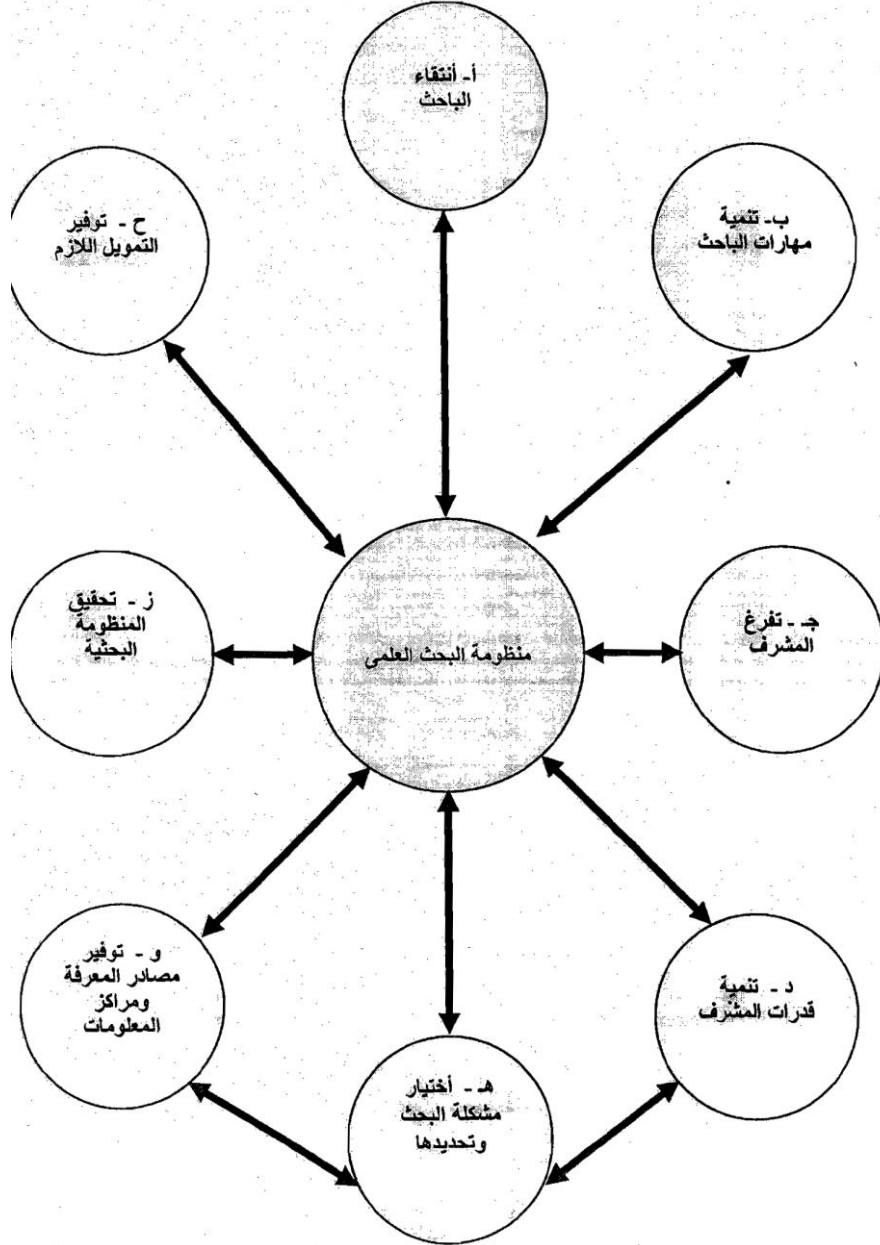 أ- أنتقاء
الباحث
ب- تنمية
مهارات الباحث
جـ - تفرغ
المشرف
د - تنمية
قدرات المشرف
هـ - أختيار
مشكلة البحث
وتحديدها
و - توفير
مصادر المعرفة
ومراكز
المعلومات
ز - تحقيق
المنظومة
البحثية
ح - توفير
التمويل اللازم
منظومة البحث العلمى